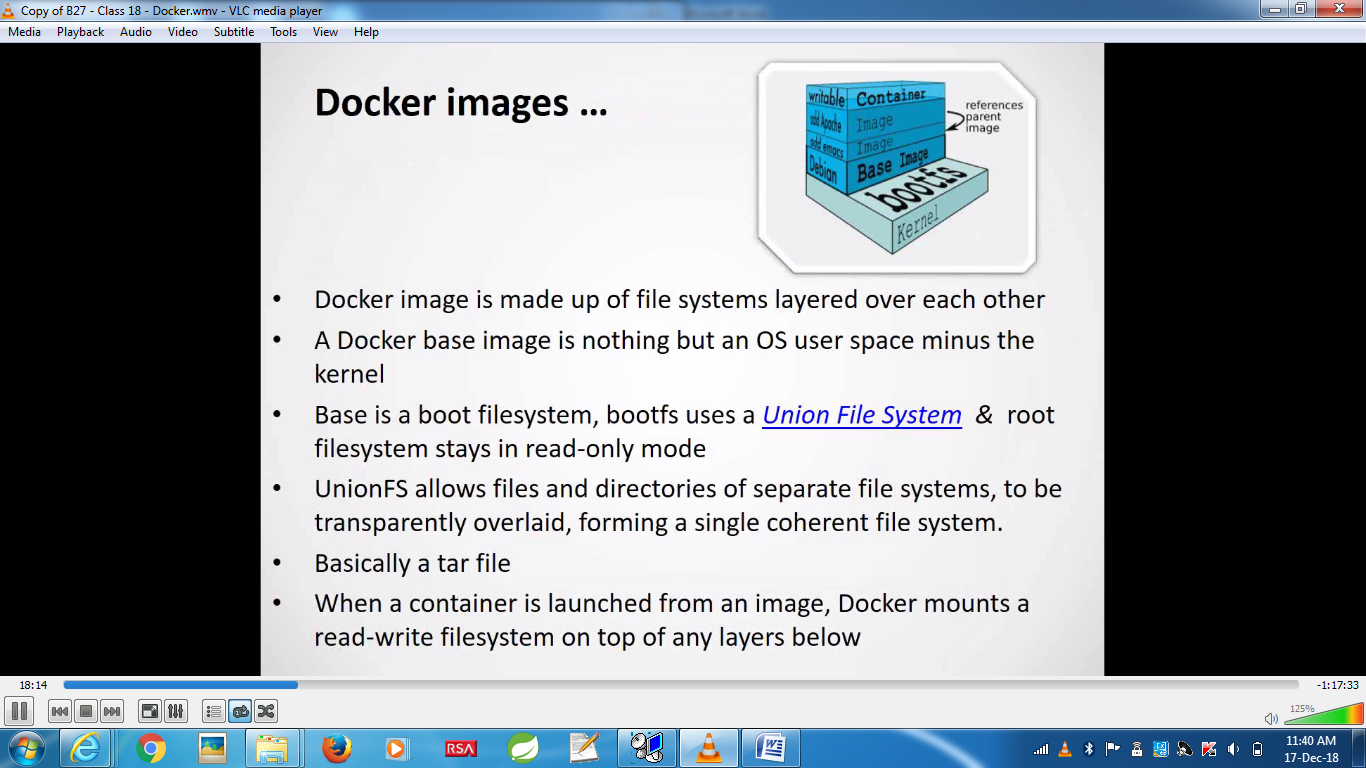 Copy of B27 - Class 18 - Docker.wmv - VLC media player
Media Playback Audio Video Subtitle Tools View Help
Docker images ...
writable Container
add Apache Image
add emacs Image
Debian Base Image
references
parent
image
bootfs
Kernel
• Docker image is made up of file systems layered over each other
• A Docker base image is nothing but an OS user space minus the
kernel
• Base is a boot filesystem, bootfs uses a Union File System & root
filesystem stays in read-only mode
• UnionFS allows files and directories of separate file systems, to be
transparently overlaid, forming a single coherent file system.
• Basically a tar file
• When a container is launched from an image, Docker mounts a
read-write filesystem on top of any layers below
18:14 -1:17:33
125%
RSA
11:40 AM
17-Dec-18